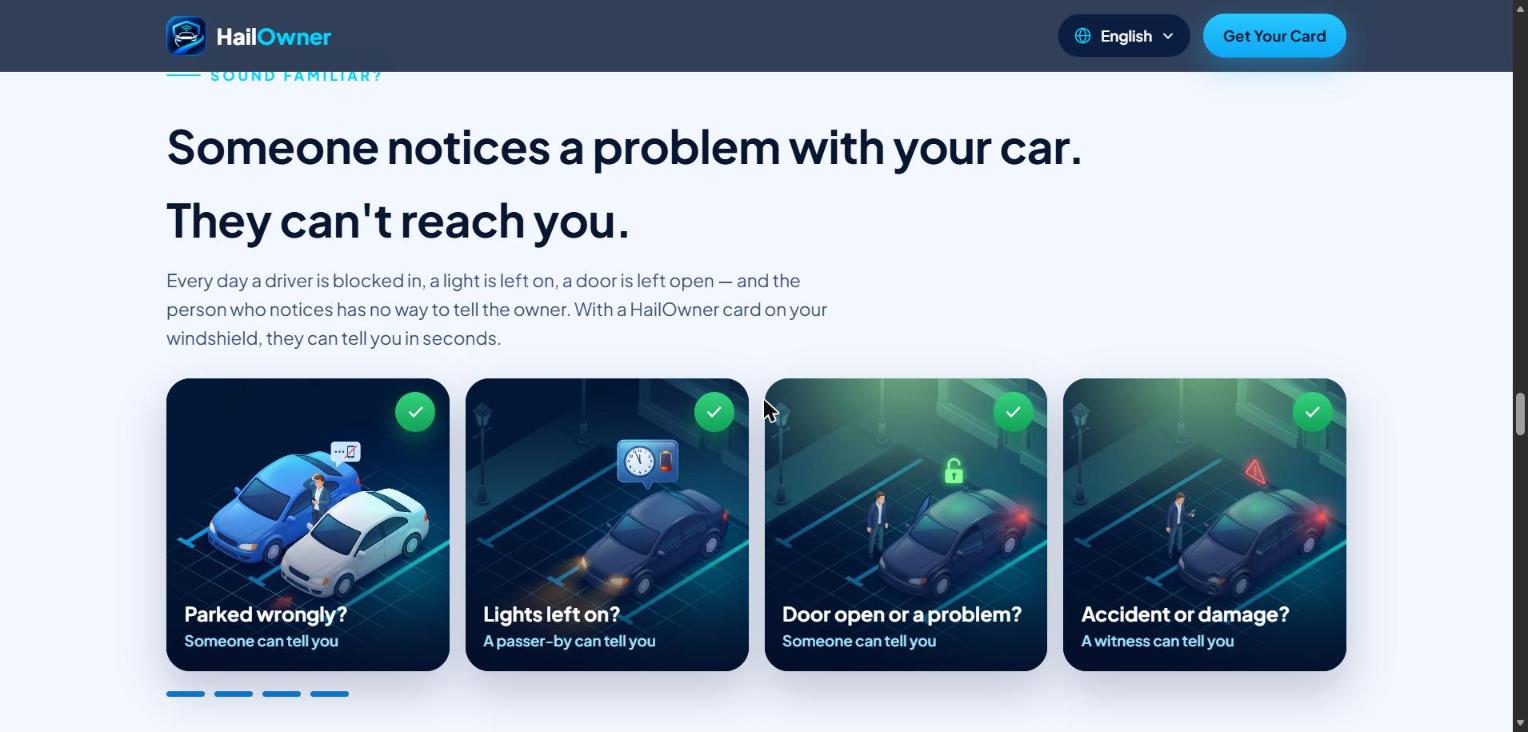 HailOwner
English
Get Your Card
SOUND FAMILIAR?
Someone notices a problem with your car.
They can't reach you.
Every day a driver is blocked in, a light is left on, a door is left open — and the
person who notices has no way to tell the owner. With a HailOwner card on your
windshield, they can tell you in seconds.
Parked wrongly?
Someone can tell you
Lights left on?
A passer-by can tell you
Door open or a problem?
Someone can tell you
Accident or damage?
A witness can tell you